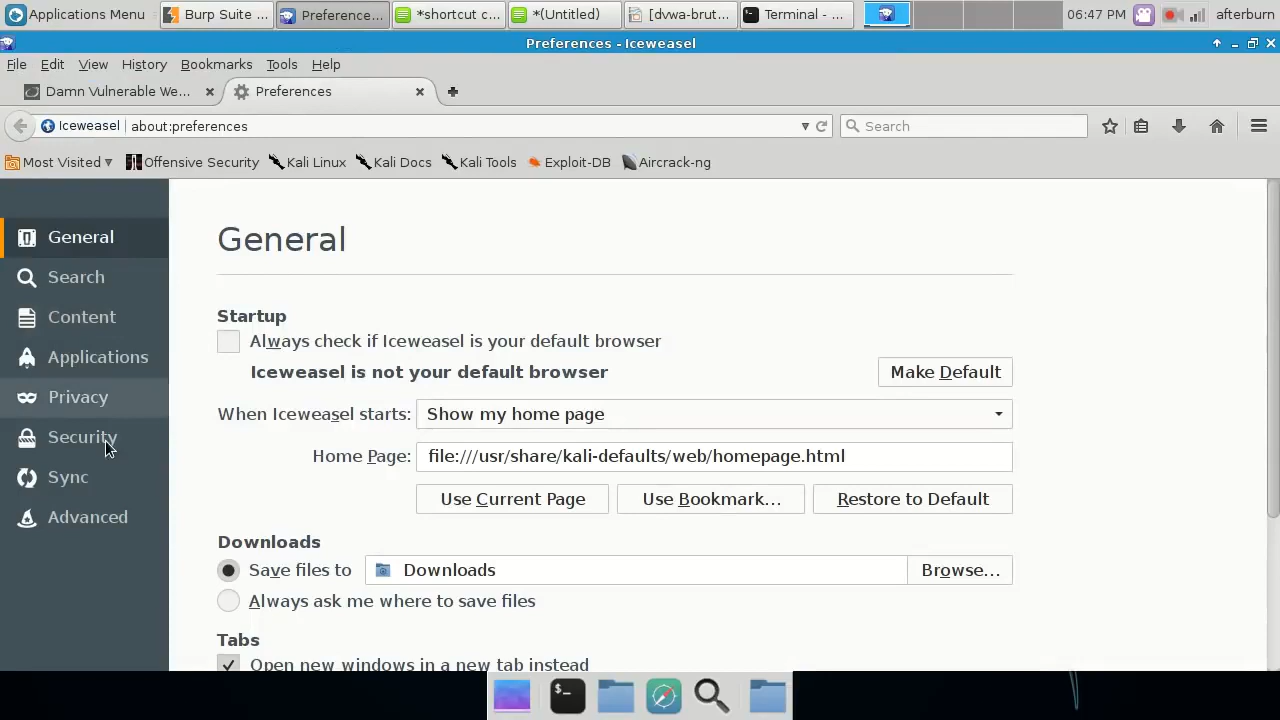 Applications Menu Burp Suite ... Preference... *shortcut c... *(Untitled) [dvwa-brut... Terminal - ... 06:47 PM afterburn
Preferences - Iceweasel
File Edit View History Bookmarks Tools Help
Damn Vulnerable We... Preferences
Iceweasel about:preferences Search
Most Visited Offensive Security Kali Linux Kali Docs Kali Tools Exploit-DB Aircrack-ng
General
Search
Content
Applications
Privacy
Security
Sync
Advanced
General
Startup
Always check if Iceweasel is your default browser
Iceweasel is not your default browser Make Default
When Iceweasel starts: Show my home page
Home Page: file:///usr/share/kali-defaults/web/homepage.html
Use Current Page Use Bookmark... Restore to Default
Downloads
Save files to Downloads Browse...
Always ask me where to save files
Tabs
Open new windows in a new tab instead